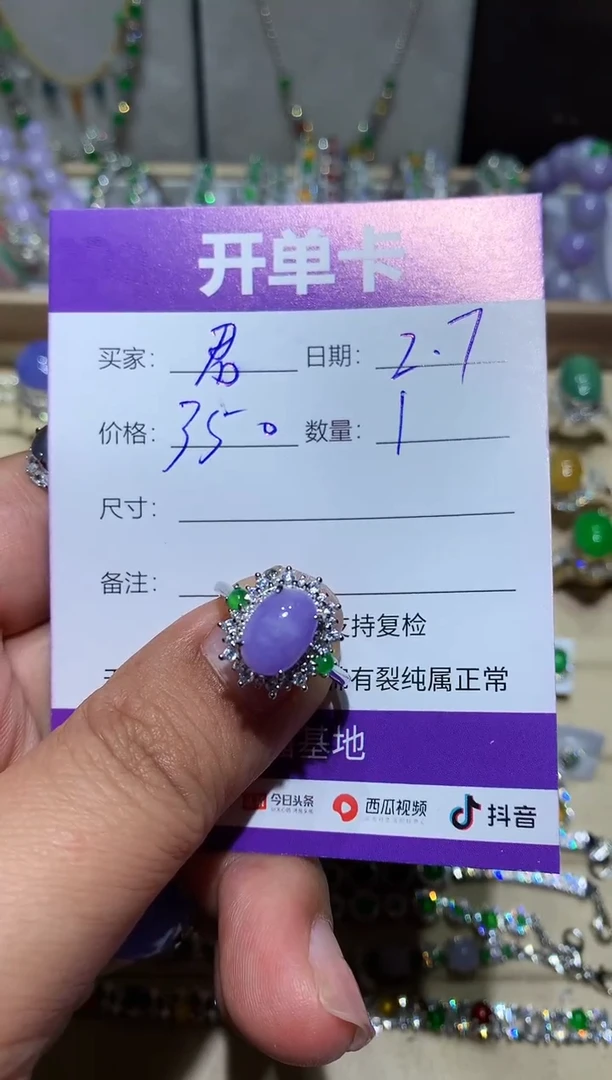 开单卡
买家： 君 日期： 2.7
价格： 350 数量： 1
尺寸：
备注：
支持复检
有裂纯属正常
基地
今日头条 西瓜视频 抖音